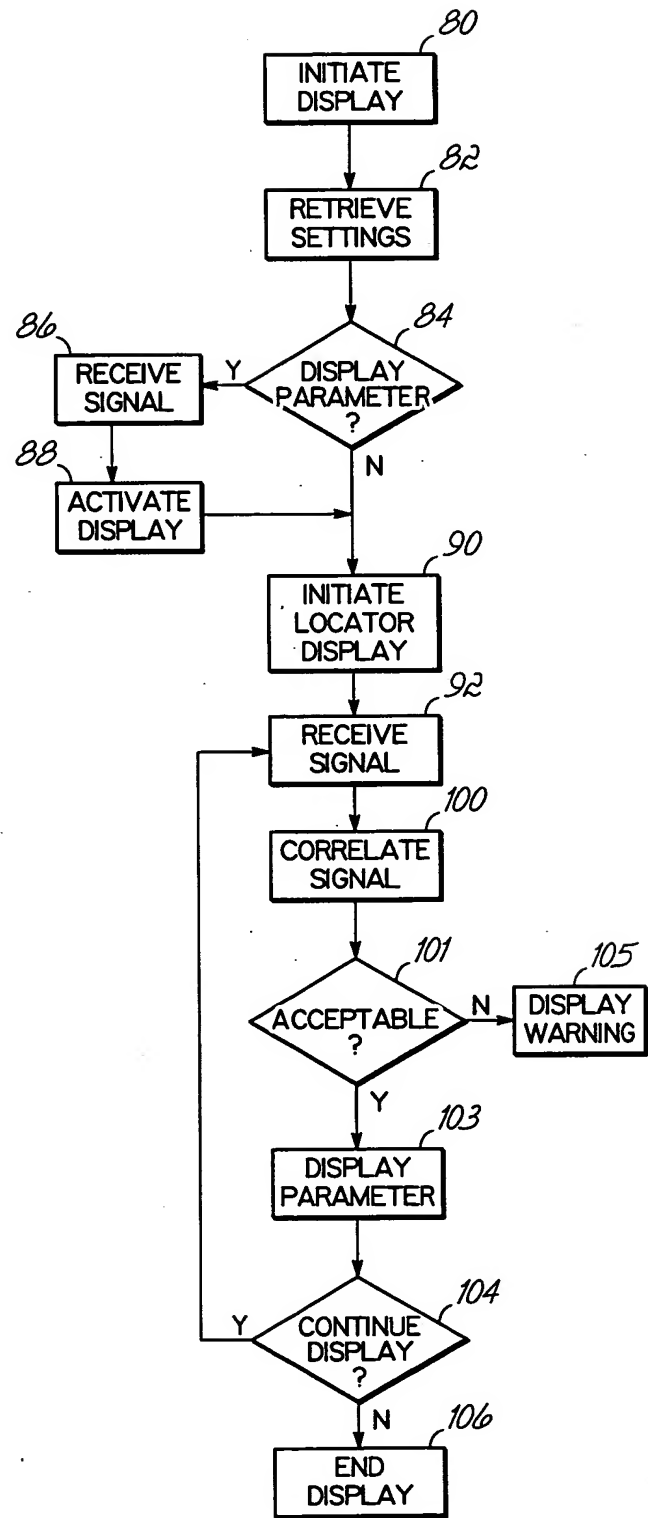 80
INITIATE
DISPLAY
82
RETRIEVE
SETTINGS
84
DISPLAY
PARAMETER
?
Y
N
86
RECEIVE
SIGNAL
88
ACTIVATE
DISPLAY
90
INITIATE
LOCATOR
DISPLAY
92
RECEIVE
SIGNAL
100
CORRELATE
SIGNAL
101
ACCEPTABLE
?
N
105
DISPLAY
WARNING
Y
103
DISPLAY
PARAMETER
104
CONTINUE
DISPLAY
?
Y
N
106
END
DISPLAY